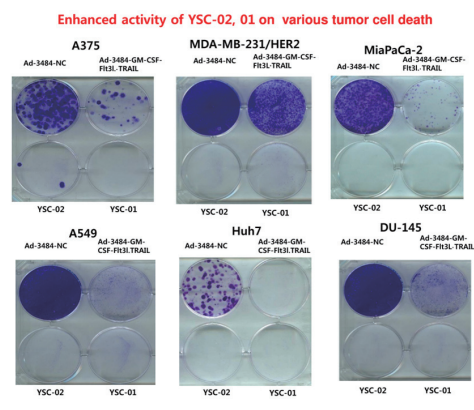 Enhanced activity of YSC-02, 01 on various tumor cell death
A375
Ad-3484-NC
Ad-3484-GM-CSF-
Flt3I.-TRAIL
YSC-02
YSC-01
MDA-MB-231/HER2
Ad-3484-NC
Ad-3484-GM-CSF-
Flt3L-TRAIL
YSC-02
YSC-01
MiaPaCa-2
Ad-3484-NC
Ad-3484-GM-CSF-
Flt3I.-TRAIL
YSC-02
YSC-01
A549
Ad-3484-NC
Ad-3484-GM-
CSF-Flt3I.TRAIL
YSC-02
YSC-01
Huh7
Ad-3484-NC
Ad-3484-GM-
CSF-Flt3I.-TRAIL
YSC-02
YSC-01
DU-145
Ad-3484-NC
Ad-3484-GM-
CSF-Flt3L-TRAIL
YSC-02
YSC-01